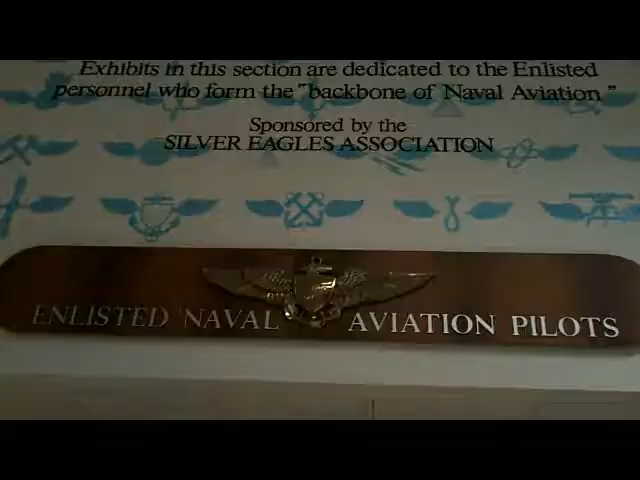 Exhibits in this section are dedicated to the Enlisted
personnel who form the "backbone of Naval Aviation."
Sponsored by the
SILVER EAGLES ASSOCIATION
ENLISTED NAVAL AVIATION PILOTS